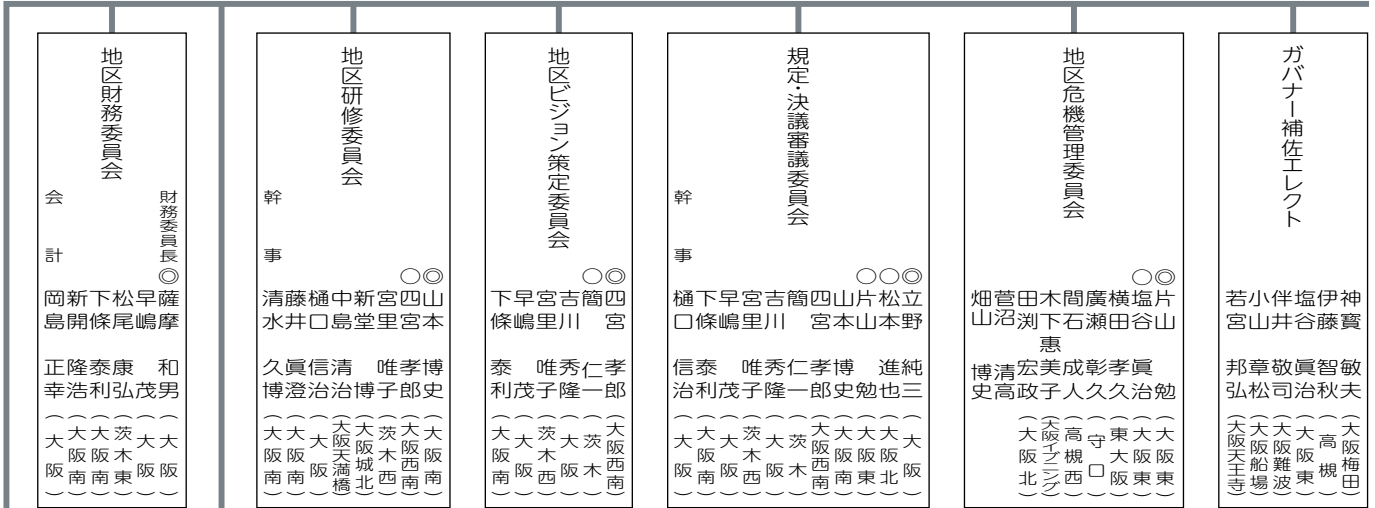 ガバナー補佐エレクト
神寳 敏夫(大阪梅田)
伊藤 智秋(高槻)
塩谷 眞治(大阪東)
伴井 敬司(大阪難波)
小山 章松(大阪船場)
若宮 邦弘(大阪天王寺)
地区危機管理委員会
◎片山 勉(大阪東)
○塩谷 眞治(大阪東)
横田 孝久(東大阪)
廣瀬 彰久(守口)
間石 成人(高槻西)
木下惠美子(大阪イブニング)
田渕 宏政(大阪北)
菅沼 清高
畑山 博史
規定・決議審議委員会
◎立野 純三(大阪)
○松本 進也(大阪北)
○片山 勉(大阪東)
山本 博史(大阪南)
四宮 孝郎(大阪西南)
簡 仁一(茨木)
吉川 秀隆(大阪)
宮里 唯子(茨木西)
早嶋 茂(大阪)
下條 泰利(大阪南)
幹事 樋口 信治(大阪)
地区ビジョン策定委員会
◎四宮 孝郎(大阪西南)
○簡 仁一(茨木)
吉川 秀隆(大阪)
宮里 唯子(茨木西)
早嶋 茂(大阪)
下條 泰利(大阪南)
地区研修委員会
◎山本 博史(大阪南)
○四宮 孝郎(大阪西南)
宮里 唯子(茨木西)
新堂 博(大阪城北)
中島 清治(大阪天満橋)
樋口 信治(大阪)
藤井 眞澄(大阪南)
幹事 清水 久博(大阪南)
地区財務委員会
財務委員長◎薩摩 和男(大阪)
早嶋 茂(大阪)
松尾 康弘(茨木東)
下條 泰利(大阪南)
新開 隆浩(大阪南)
会計 岡島 正幸(大阪)